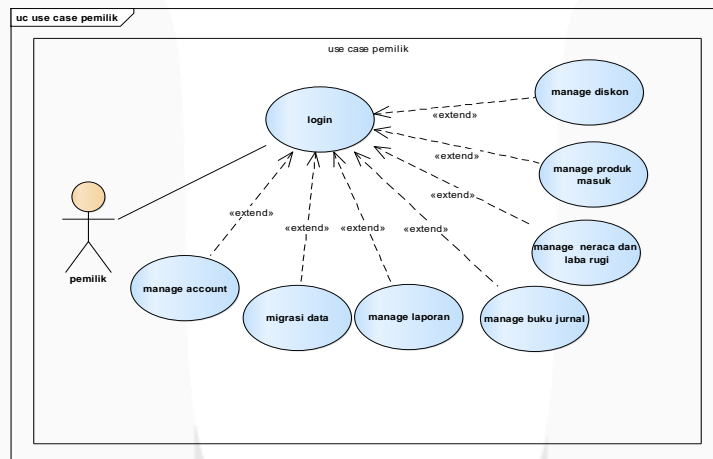 uc use case pemilik
use case pemilik
login
manage diskon
«extend»
«extend»
manage produk
masuk
«extend»
manage neraca dan
laba rugi
«extend»
«extend»
«extend»
«extend»
pemilik
manage account
migrasi data
manage laporan
manage buku jurnal